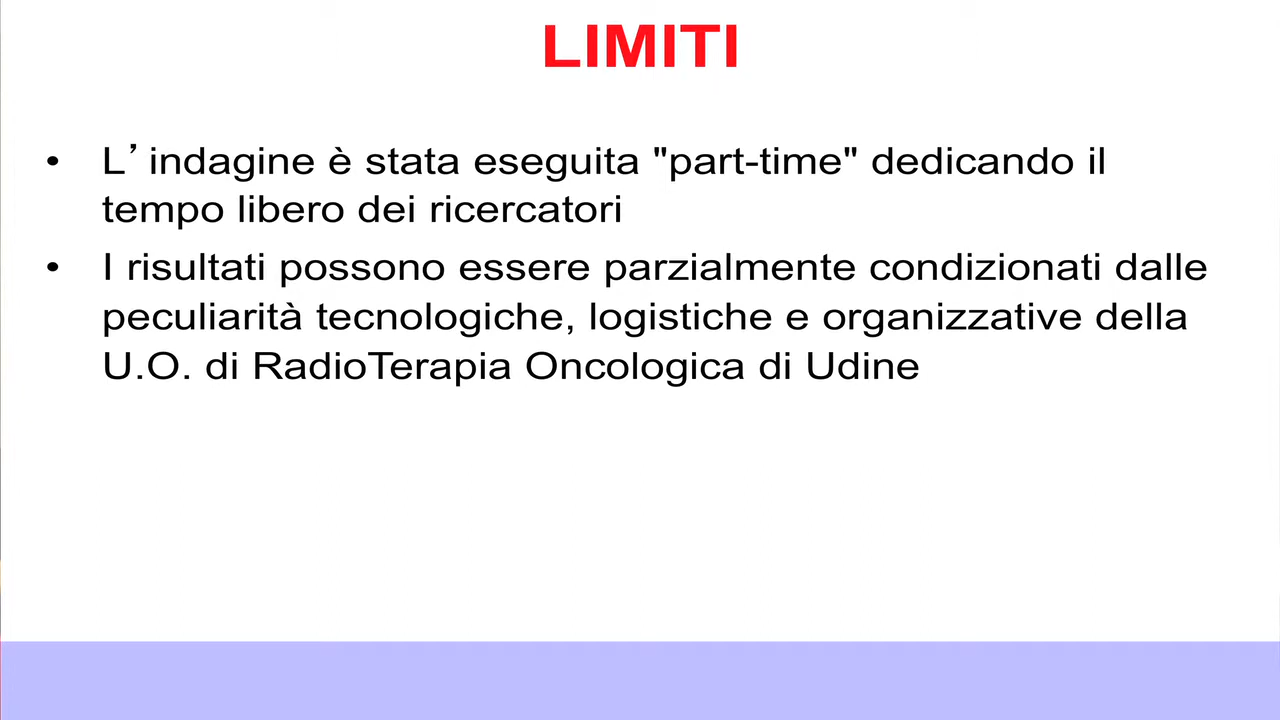 LIMITI
• L’indagine è stata eseguita "part-time" dedicando il
tempo libero dei ricercatori
• I risultati possono essere parzialmente condizionati dalle
peculiarità tecnologiche, logistiche e organizzative della
U.O. di RadioTerapia Oncologica di Udine